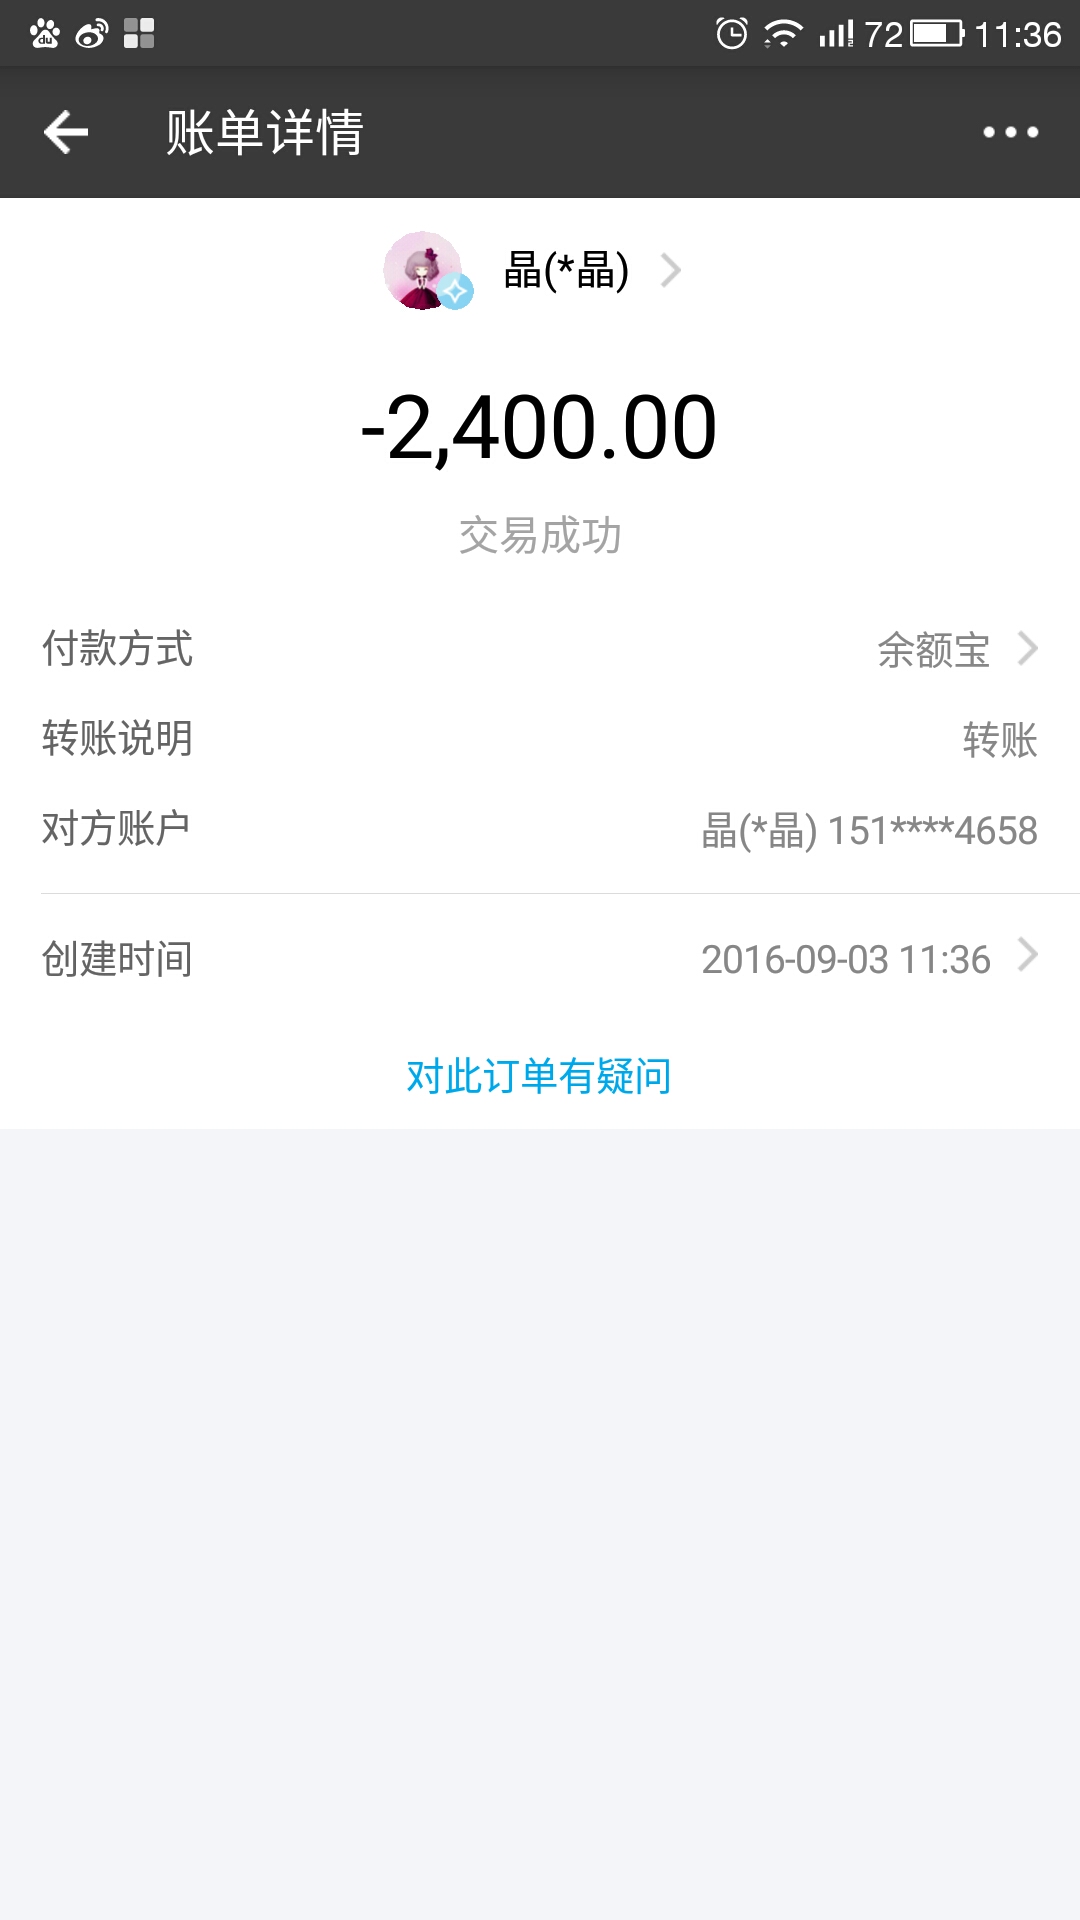 72 11:36
账单详情
晶(*晶)
-2,400.00
交易成功
付款方式 余额宝
转账说明 转账
对方账户 晶(*晶) 151****4658
创建时间 2016-09-03 11:36
对此订单有疑问